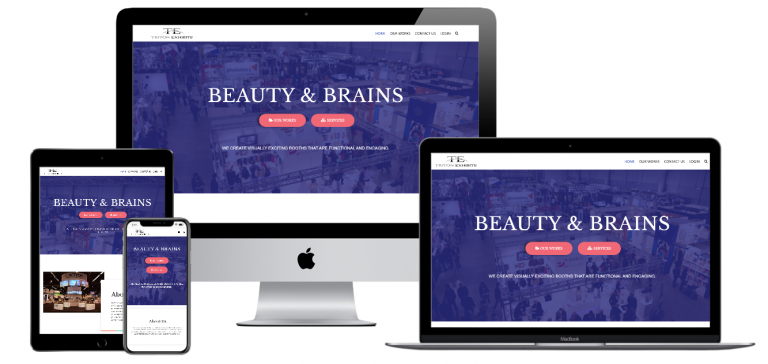 TE
TRITON EXHIBITS
HOME OUR WORKS CONTACT US LOGIN
BEAUTY & BRAINS
OUR WORKS SERVICES
WE CREATE VISUALLY EXCITING BOOTHS THAT ARE FUNCTIONAL AND ENGAGING.
TE
TRITON EXHIBITS
HOME OUR WORKS CONTACT US LOGIN
BEAUTY & BRAINS
OUR WORKS SERVICES
WE CREATE VISUALLY EXCITING BOOTHS THAT ARE FUNCTIONAL AND ENGAGING.
MacBook
TE
BEAUTY & BRAINS
Abo
TE
BEAUTY & BRAINS
About Us